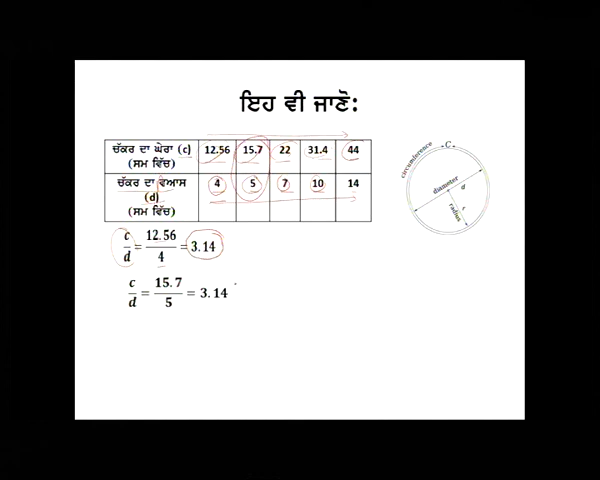 ਇਹ ਵੀ ਜਾਣੋ:
ਚੱਕਰ ਦਾ ਘੇਰਾ (c) 12.56 15.7 22 31.4 44
(ਸਮ ਵਿੱਚ)
ਚੱਕਰ ਦਾ ਵਆਸ 4 5 7 10 14
(d)
(ਸਮ ਵਿੱਚ)
c/d = 12.56/4 = 3.14
c/d = 15.7/5 = 3.14
circumference C
diameter d
radius r